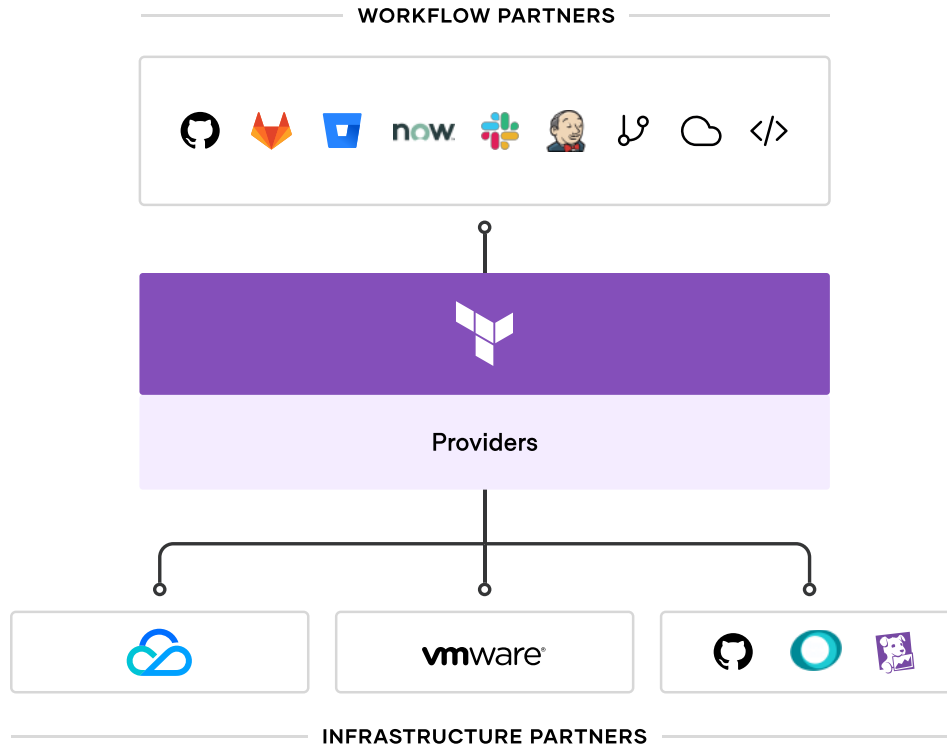 WORKFLOW PARTNERS
now.
Providers
vmware®
INFRASTRUCTURE PARTNERS